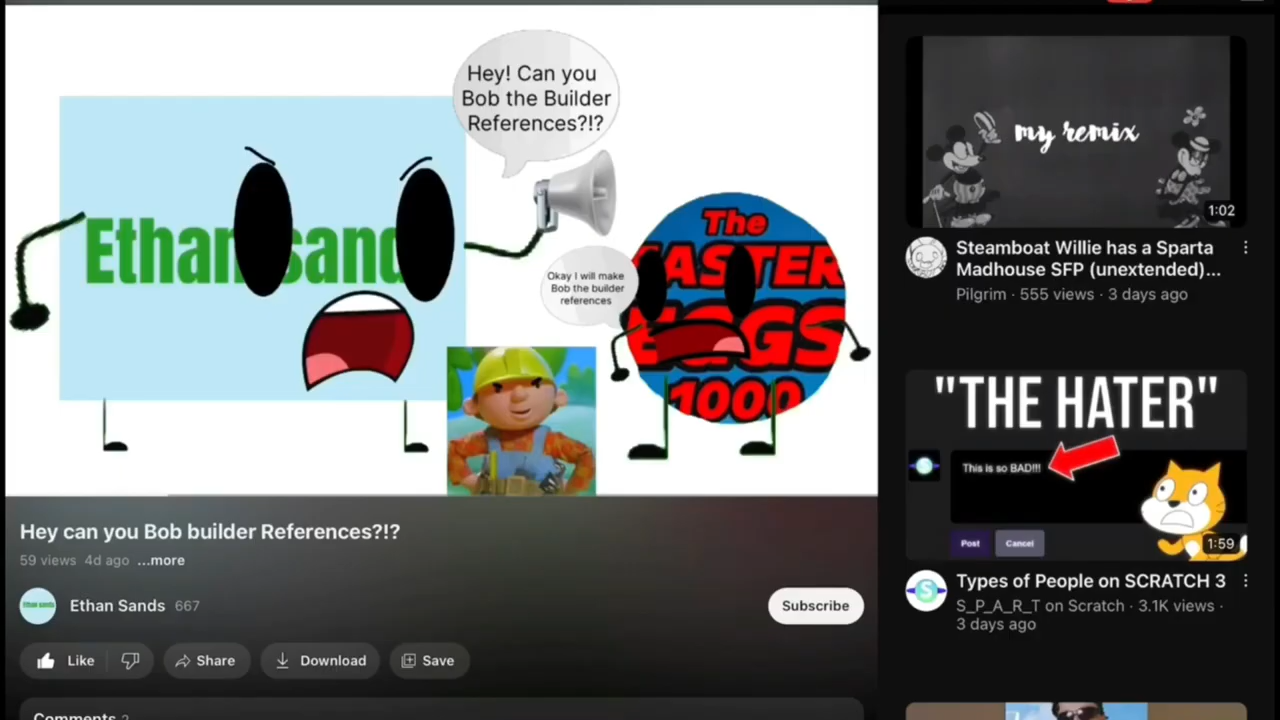 Hey! Can you
Bob the Builder
References?!?
Ethan sands
Okay I will make
Bob the builder
references
The
EASTER
EGGS
1000
Hey can you Bob builder References?!?
59 views 4d ago ...more
Ethan Sands 667
Subscribe
Like
Share
Download
Save
Comments 2
my remix
1:02
Steamboat Willie has a Sparta
Madhouse SFP (unextended)...
Pilgrim · 555 views · 3 days ago
"THE HATER"
This is so BAD!!!
Post
Cancel
1:59
Types of People on SCRATCH 3
S_P_A_R_T on Scratch · 3.1K views ·
3 days ago